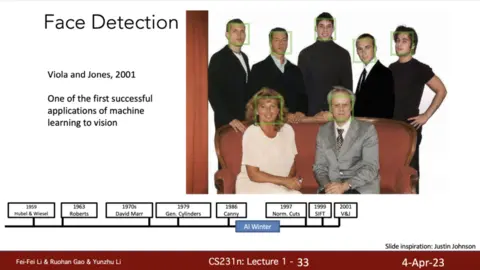 Face Detection
Viola and Jones, 2001
One of the first successful
applications of machine
learning to vision
1959
Hubel & Wiesel
1963
Roberts
1970s
David Marr
1979
Gen. Cylinders
1986
Canny
1997
Norm. Cuts
1999
SIFT
2001
V&J
AI Winter
Slide inspiration: Justin Johnson
Fei-Fei Li & Ruohan Gao & Yunzhu Li
CS231n: Lecture 1 - 33
4-Apr-23